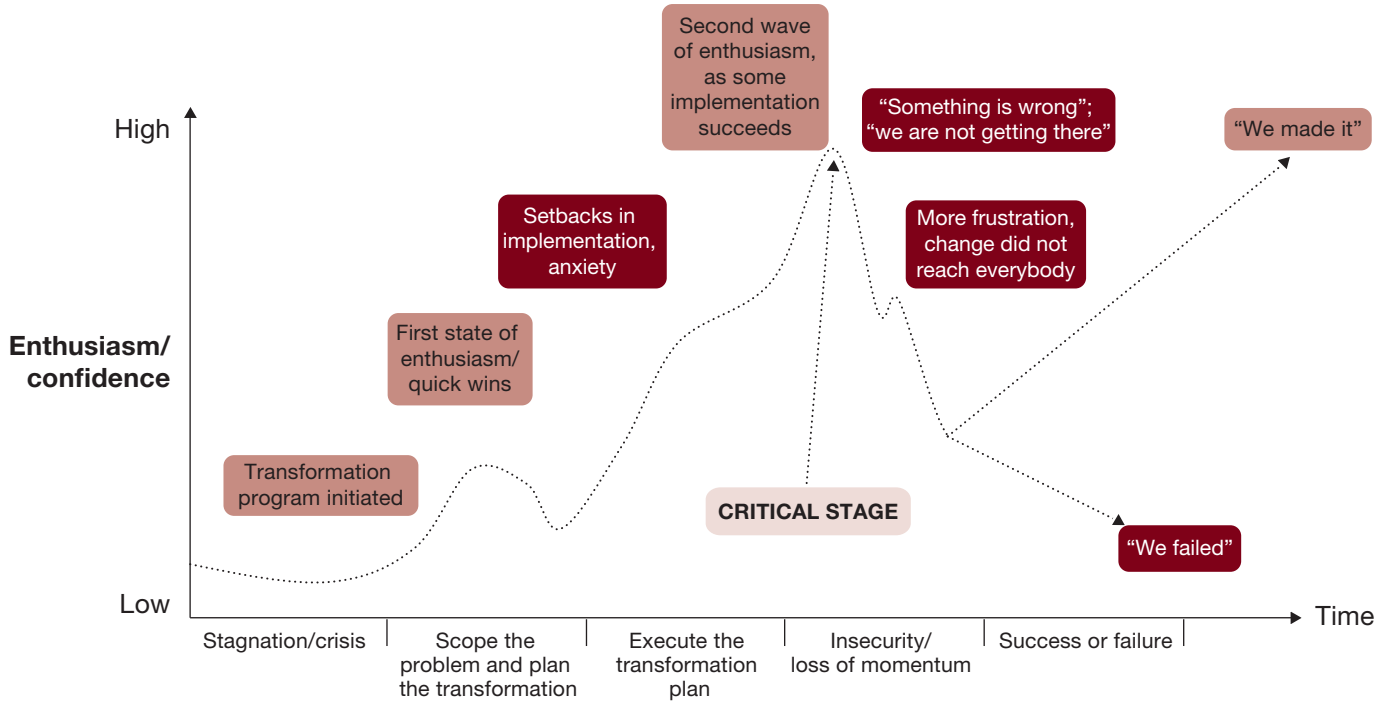 Second wave
of enthusiasm,
as some
implementation
succeeds
“Something is wrong”;
“we are not getting there”
“We made it”
High
Setbacks in
implementation,
anxiety
More frustration,
change did not
reach everybody
First state of
enthusiasm/
quick wins
Enthusiasm/
confidence
Transformation
program initiated
CRITICAL STAGE
“We failed”
Low
Time
Stagnation/crisis
Scope the
problem and plan
the transformation
Execute the
transformation
plan
Insecurity/
loss of momentum
Success or failure